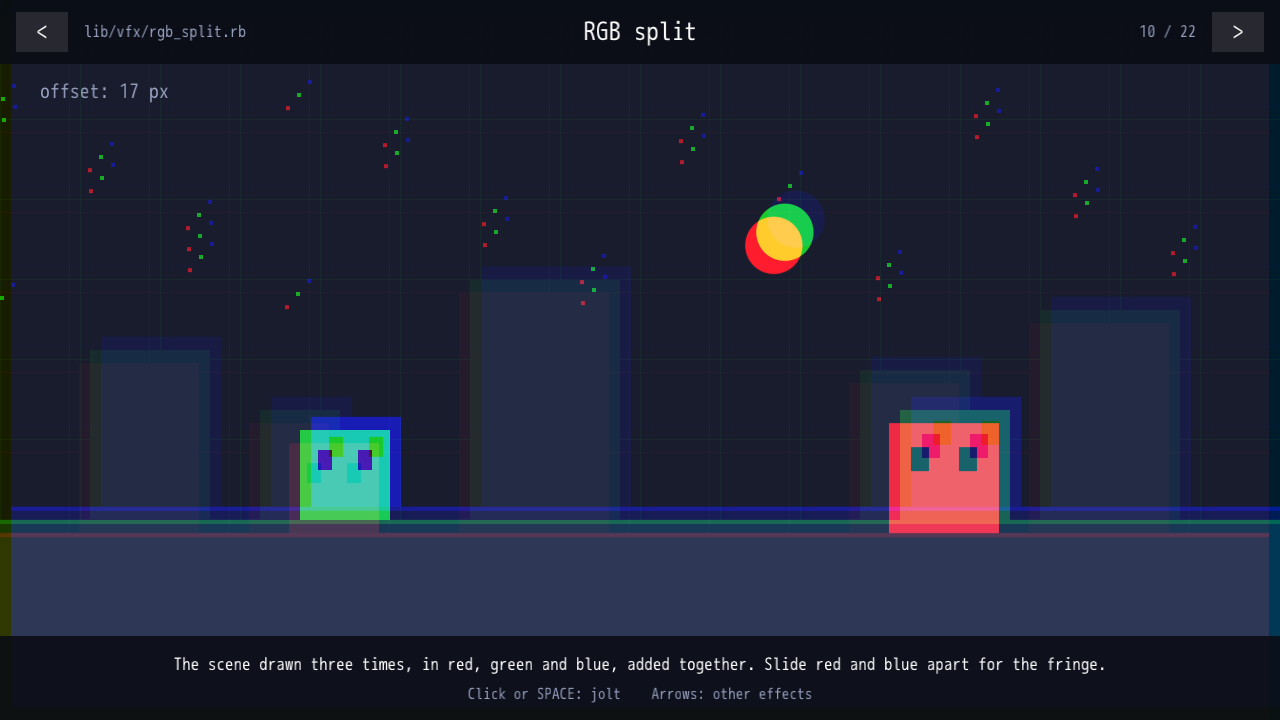 <
lib/vfx/rgb_split.rb
RGB split
10 / 22
>
offset: 17 px
The scene drawn three times, in red, green and blue, added together. Slide red and blue apart for the fringe.
Click or SPACE: jolt    Arrows: other effects